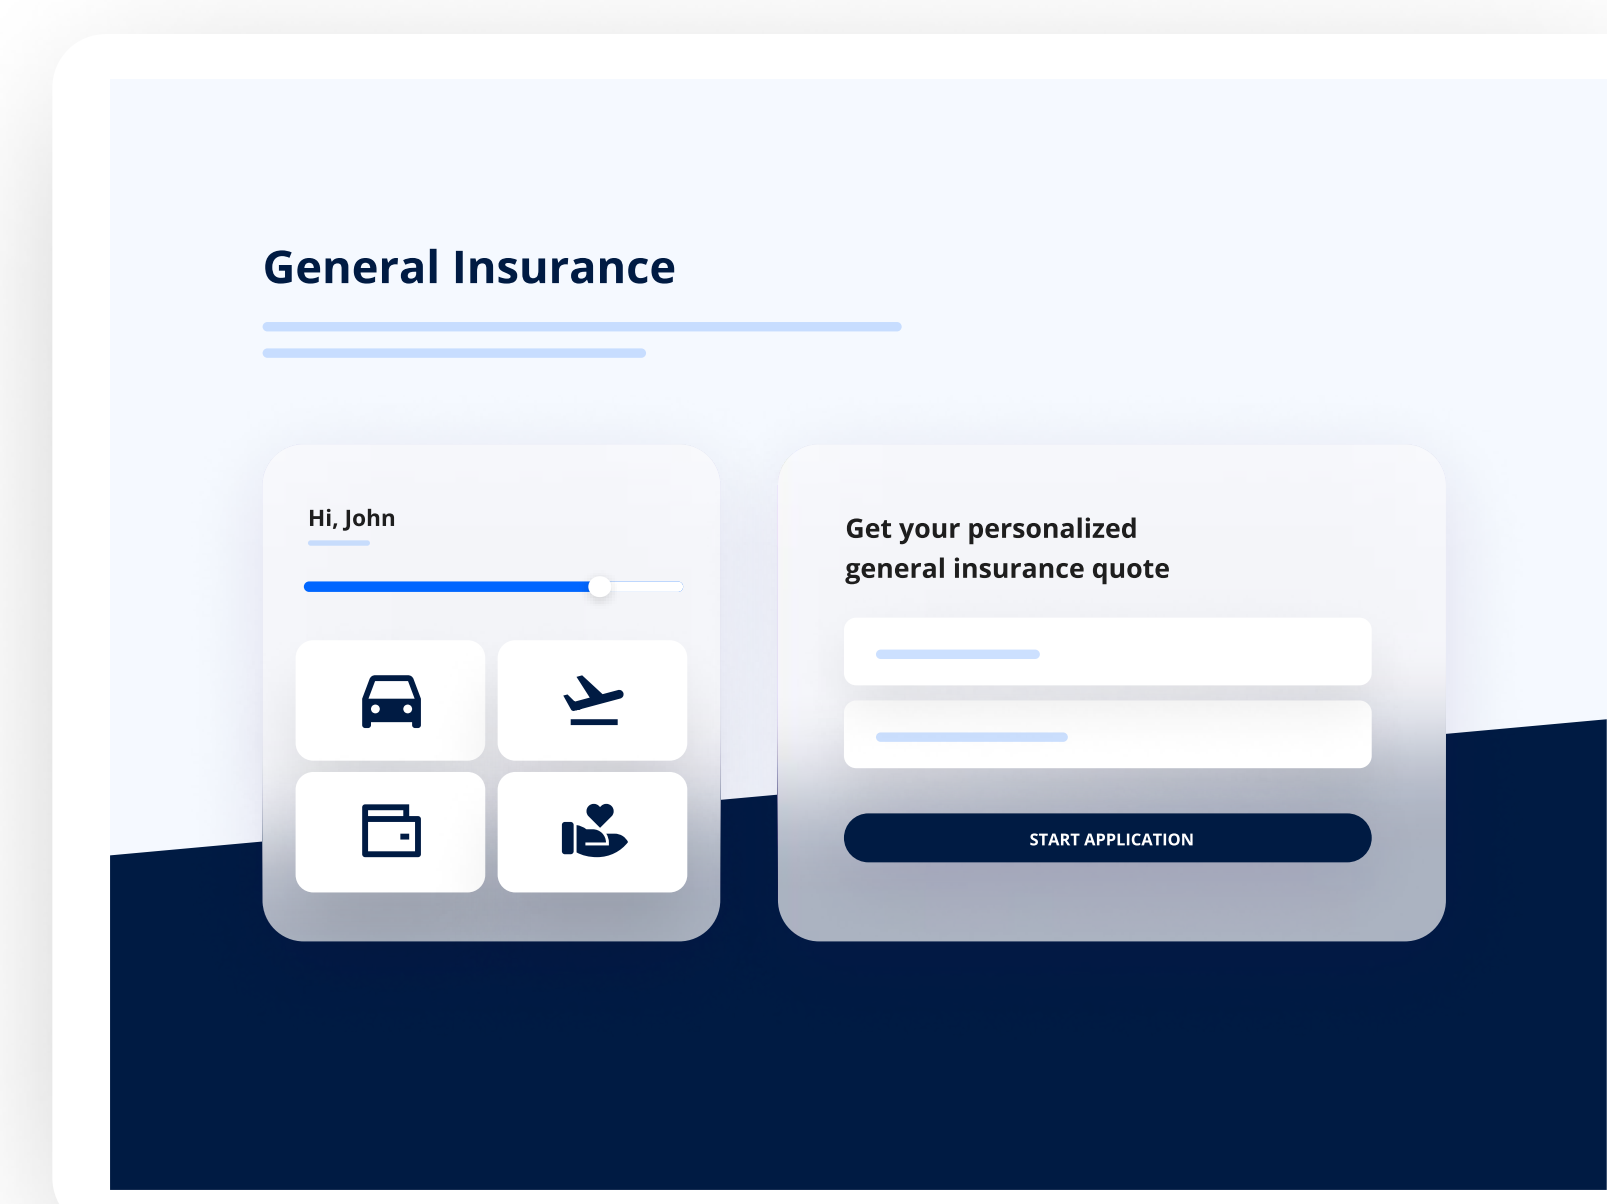 General Insurance
Hi, John
Get your personalized
general insurance quote
START APPLICATION